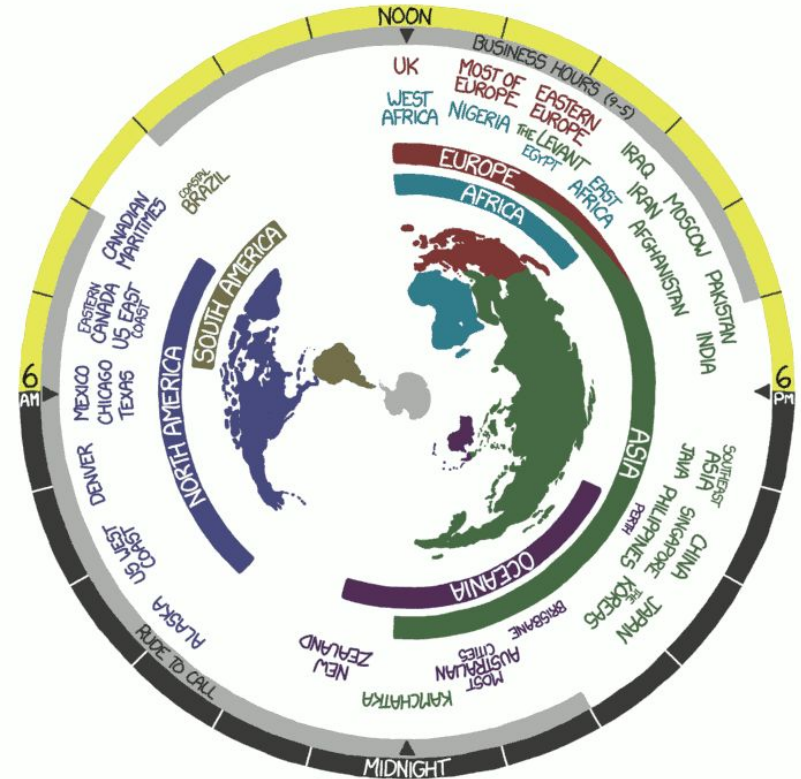 NOON
BUSINESS HOURS (9-5)
UK
MOST OF
EUROPE
EASTERN
EUROPE
WEST
AFRICA
NIGERIA
THE LEVANT
EGYPT
EAST
AFRICA
IRAQ
IRAN
MOSCOW
AFGHANISTAN
PAKISTAN
INDIA
EUROPE
AFRICA
COASTAL
BRAZIL
CANADIAN
MARITIMES
SOUTH AMERICA
EASTERN
CANADA
US EAST
COAST
6
AM
MEXICO
CHICAGO
TEXAS
NORTH AMERICA
6
PM
ASIA
DENVER
US WEST
COAST
ALASKA
SOUTHEAST
ASIA
JAVA
CHINA
SINGAPORE
PHILIPPINES
PERTH
JAPAN
THE
KOREAS
OCEANIA
BRISBANE
MOST
AUSTRALIAN
CITIES
NEW
ZEALAND
KAMCHATKA
RUDE TO CALL
MIDNIGHT